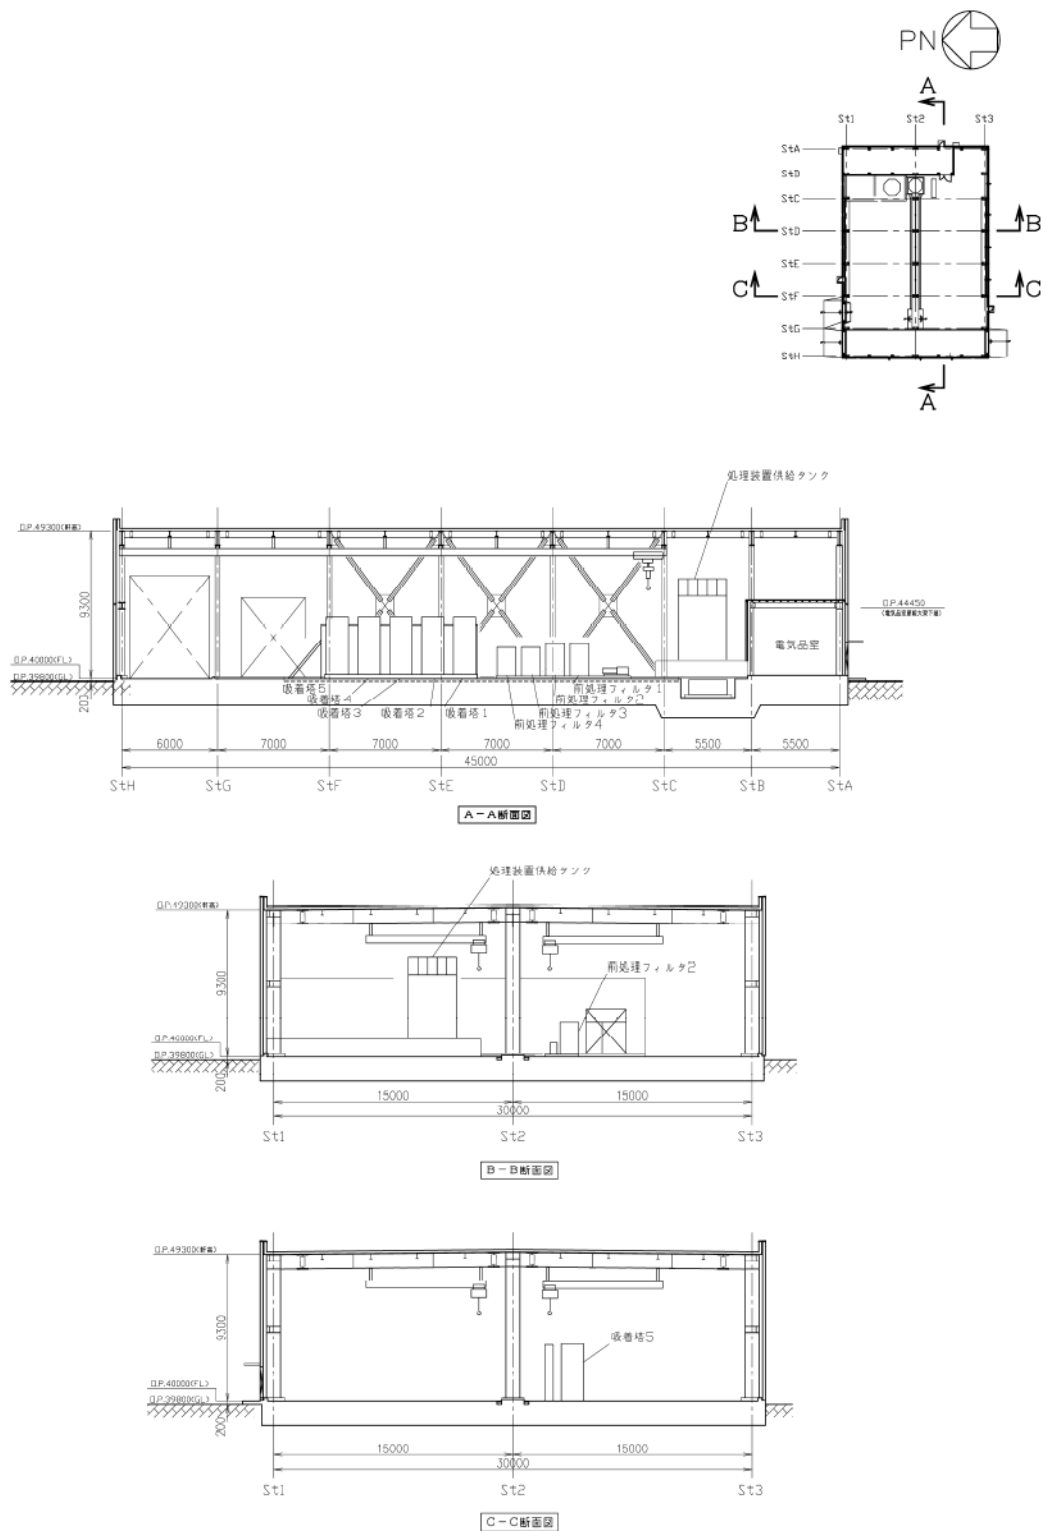 PN
A
St1 St2 St3
StA
StD
StC
B StD B
StE
C StF C
StG
StH
A
処理装置供給タンク
O.P.49300(軒高)
9300
O.P.44450
電気品室
O.P.40000(FL)
O.P.39800(GL)
200
吸着塔5
吸着塔4
吸着塔3 吸着塔2 吸着塔1
前処理フィルタ1
前処理フィルタ2
前処理フィルタ3
前処理フィルタ4
6000 7000 7000 7000 7000 5500 5500
45000
StH StG StF StE StD StC StB StA
A-A断面図
処理装置供給タンク
O.P.49300(軒高)
前処理フィルタ2
9300
O.P.40000(FL)
O.P.39800(GL)
200
15000 15000
30000
St1 St2 St3
B-B断面図
O.P.49300(軒高)
9300
吸着塔5
O.P.40000(FL)
O.P.39800(GL)
200
15000 15000
30000
St1 St2 St3
C-C断面図